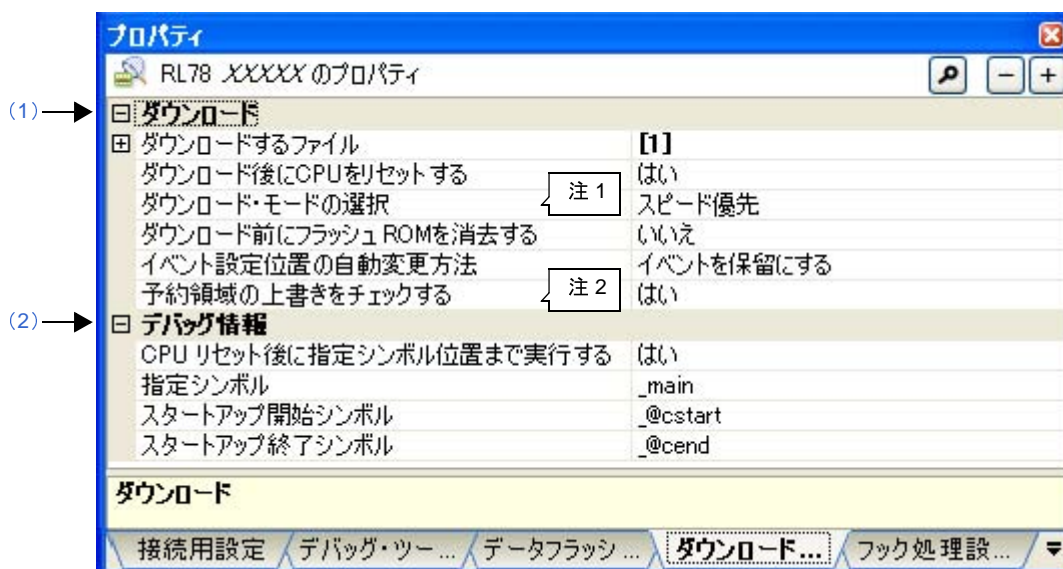 プロパティ
RL78 XXXXX のプロパティ
(1) ダウンロード
ダウンロードするファイル [1]
ダウンロード後にCPUをリセットする はい
注 1
ダウンロード・モードの選択 スピード優先
ダウンロード前にフラッシュROMを消去する いいえ
イベント設定位置の自動変更方法 イベントを保留にする
注 2
予約領域の上書きをチェックする はい
(2) デバッグ情報
CPU リセット後に指定シンボル位置まで実行する はい
指定シンボル _main
スタートアップ開始シンボル _@cstart
スタートアップ終了シンボル _@cend
ダウンロード
接続用設定 デバッグ・ツー... データフラッシ ... ダウンロード... フック処理設...